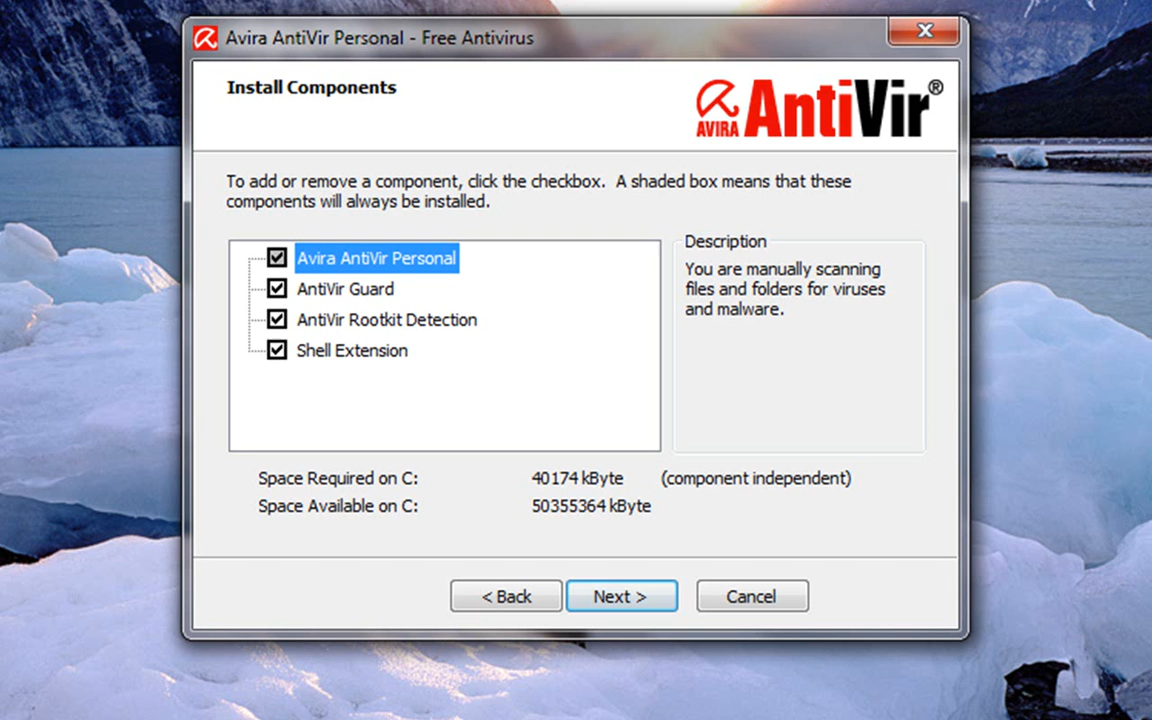 Avira AntiVir Personal - Free Antivirus
Install Components
AVIRA AntiVir®
To add or remove a component, click the checkbox.  A shaded box means that these
components will always be installed.
Avira AntiVir Personal
AntiVir Guard
AntiVir Rootkit Detection
Shell Extension
Description
You are manually scanning
files and folders for viruses
and malware.
Space Required on C: 40174 kByte (component independent)
Space Available on C: 50355364 kByte
< Back Next > Cancel